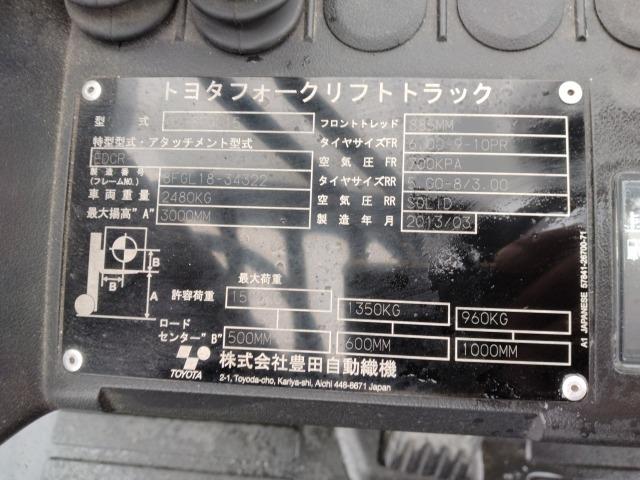 トヨタフォークリフトトラック
型式
フロントトレッド 885MM
特型型式・アタッチメント型式
タイヤサイズFR 6.00-9-10PR
EDCR
空気圧FR 700KPA
製造番号(フレームNO.) 8FGL18-34322
タイヤサイズRR 5.00-8/3.00
車両重量 2480KG
空気圧RR SOLID
最大揚高"A" 3000MM
製造年月 2013/03
B
B
A
最大荷重
許容荷重 1350KG 960KG
ロードセンター"B" 500MM 600MM 1000MM
TOYOTA
株式会社豊田自動織機
2-1, Toyoda-cho, Kariya-shi, Aichi 448-8671 Japan
A1 JAPANESE 57841-26700-71